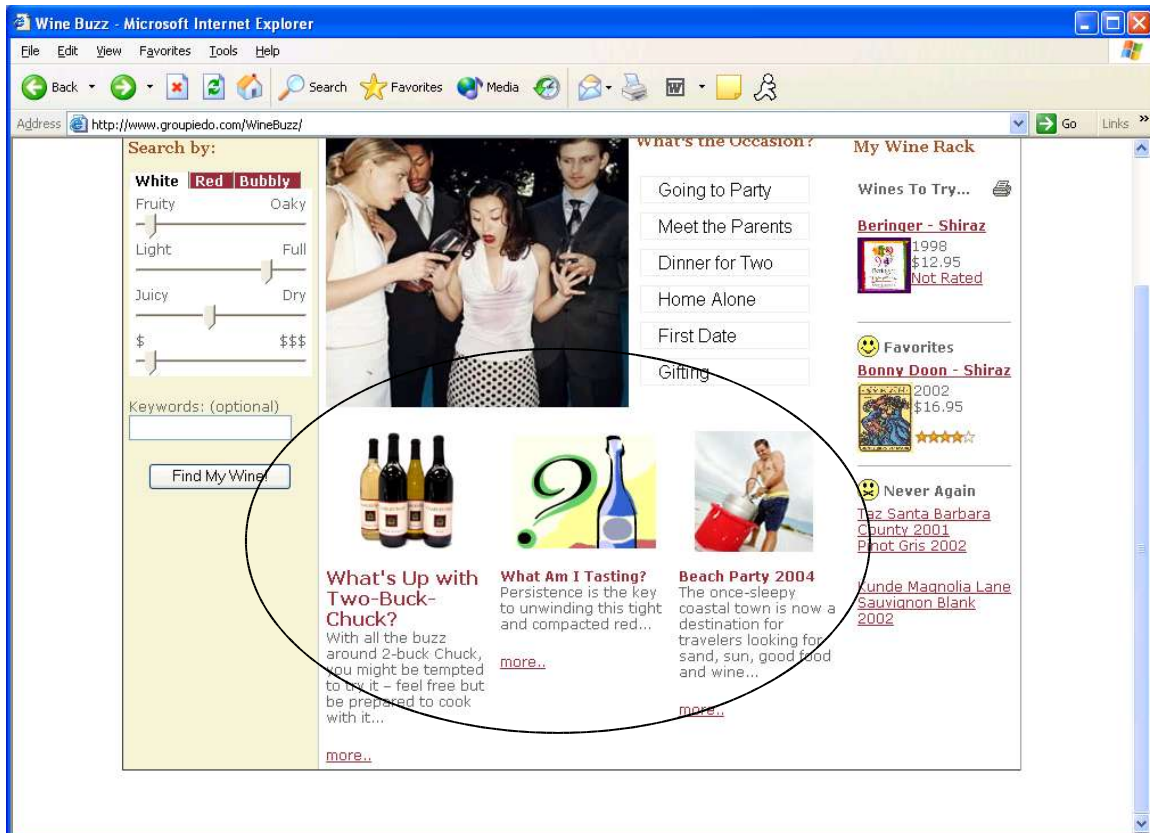 Wine Buzz - Microsoft Internet Explorer
File Edit View Favorites Tools Help
Back Search Favorites Media
Address http://www.groupiedo.com/WineBuzz/ Go Links »
Search by:
White Red Bubbly
Fruity Oaky
Light Full
Juicy Dry
$ $$$
Keywords: (optional)
Find My Wine!
What's the Occasion?
Going to Party
Meet the Parents
Dinner for Two
Home Alone
First Date
Gifting
What's Up with
Two-Buck-
Chuck?
With all the buzz
around 2-buck Chuck,
you might be tempted
to try it – feel free but
be prepared to cook
with it...
more..
What Am I Tasting?
Persistence is the key
to unwinding this tight
and compacted red...
more..
Beach Party 2004
The once-sleepy
coastal town is now a
destination for
travelers looking for
sand, sun, good food
and wine...
more..
My Wine Rack
Wines To Try...
Beringer - Shiraz
1998
$12.95
Not Rated
Favorites
Bonny Doon - Shiraz
2002
$16.95
Never Again
Taz Santa Barbara
County 2001
Pinot Gris 2002
Kunde Magnolia Lane
Sauvignon Blank
2002